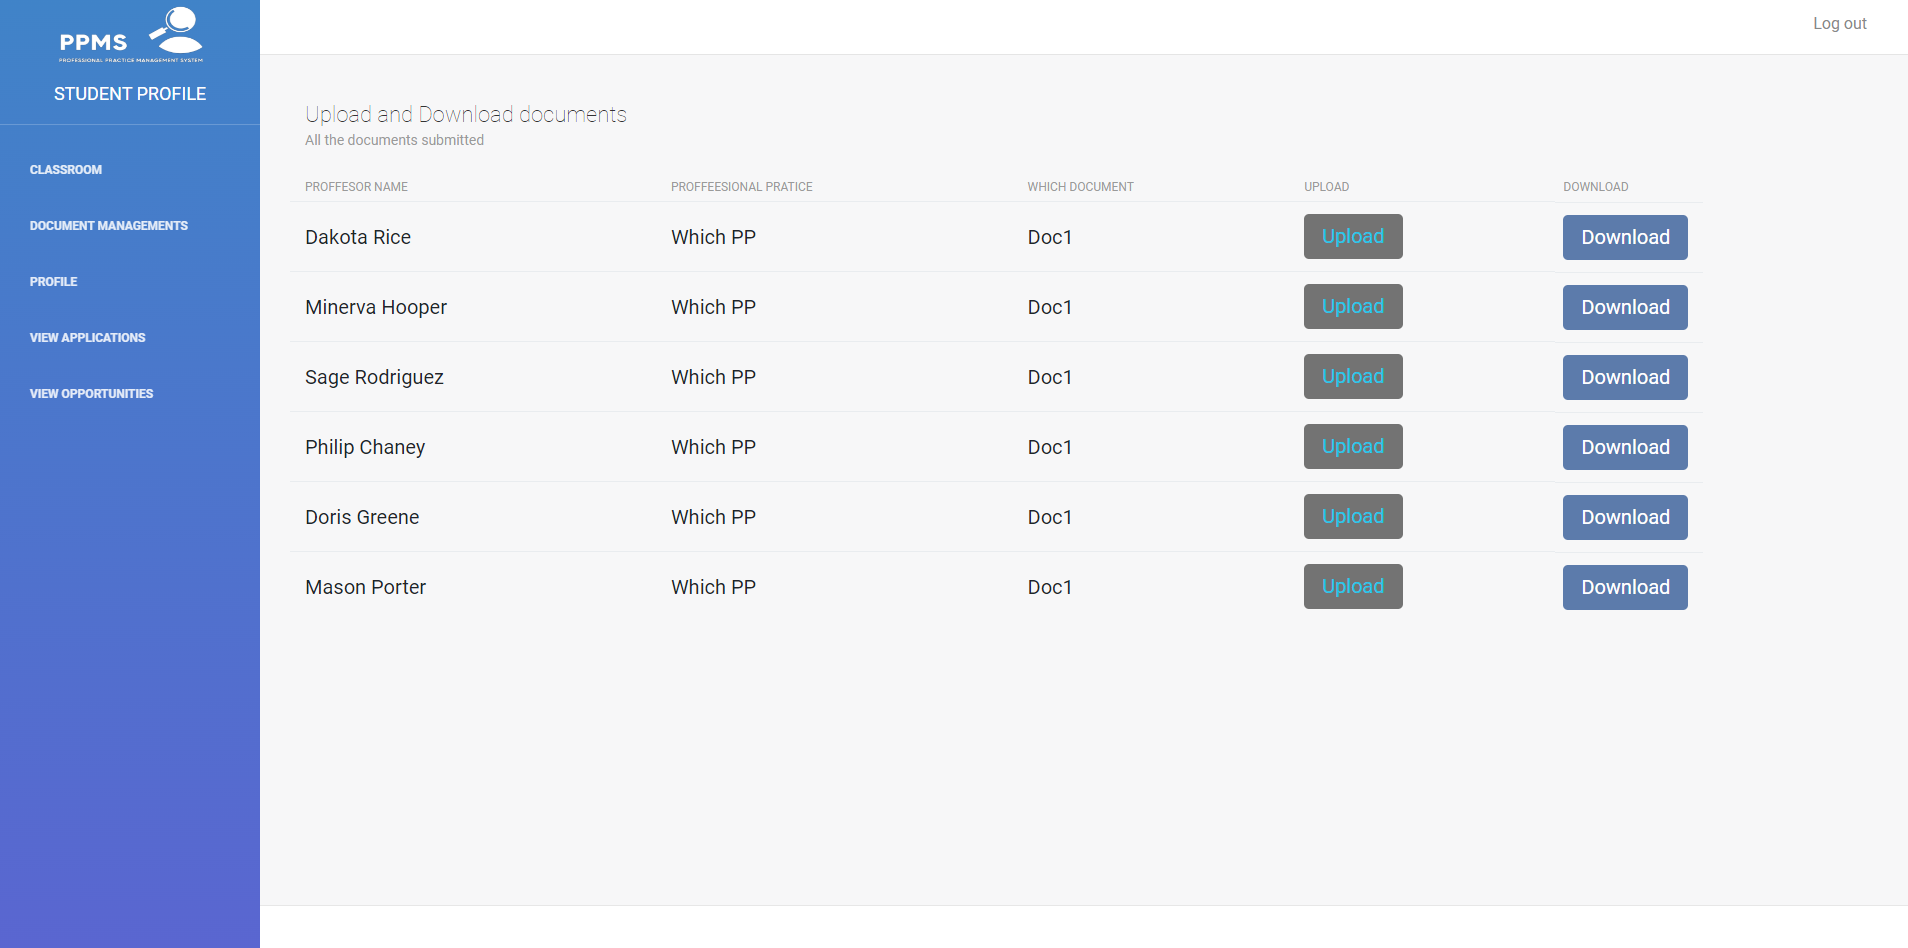 PPMS
PROFESSIONAL PRACTICE MANAGEMENT SYSTEM
STUDENT PROFILE
CLASSROOM
DOCUMENT MANAGEMENTS
PROFILE
VIEW APPLICATIONS
VIEW OPPORTUNITIES
Log out
Upload and Download documents
All the documents submitted
PROFFESOR NAME PROFFEESIONAL PRATICE WHICH DOCUMENT UPLOAD DOWNLOAD
Dakota Rice Which PP Doc1 Upload Download
Minerva Hooper Which PP Doc1 Upload Download
Sage Rodriguez Which PP Doc1 Upload Download
Philip Chaney Which PP Doc1 Upload Download
Doris Greene Which PP Doc1 Upload Download
Mason Porter Which PP Doc1 Upload Download